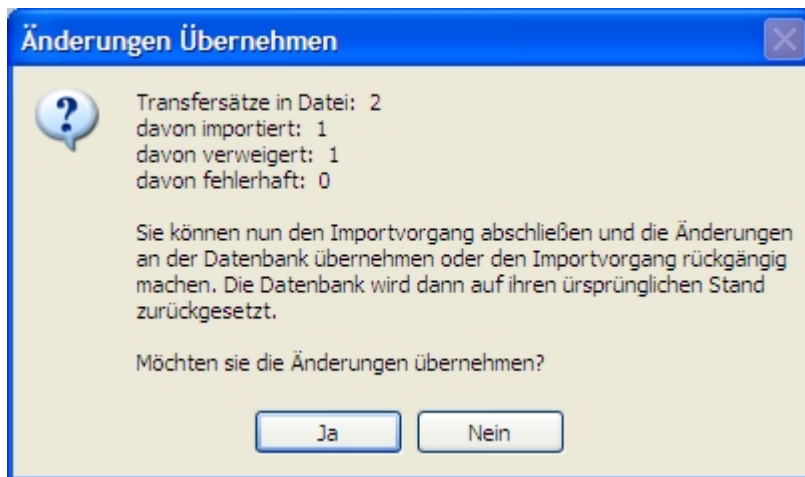 Änderungen Übernehmen
Transfersätze in Datei: 2
davon importiert: 1
davon verweigert: 1
davon fehlerhaft: 0
Sie können nun den Importvorgang abschließen und die Änderungen
an der Datenbank übernehmen oder den Importvorgang rückgängig
machen. Die Datenbank wird dann auf ihren ürsprünglichen Stand
zurückgesetzt.
Möchten sie die Änderungen übernehmen?
Ja
Nein